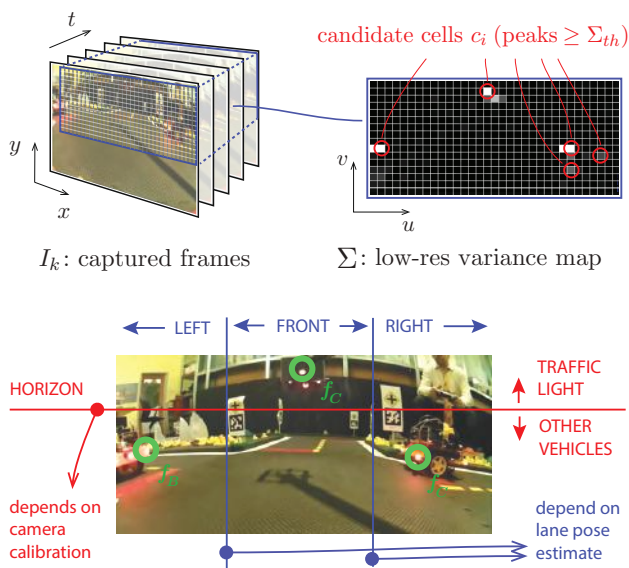 t
candidate cells c_i (peaks ≥ Σ_th)
y
x
v
u
I_k: captured frames
Σ: low-res variance map
LEFT
FRONT
RIGHT
HORIZON
TRAFFIC
LIGHT
OTHER
VEHICLES
f_C
f_B
f_C
depends on
camera
calibration
depend on
lane pose
estimate